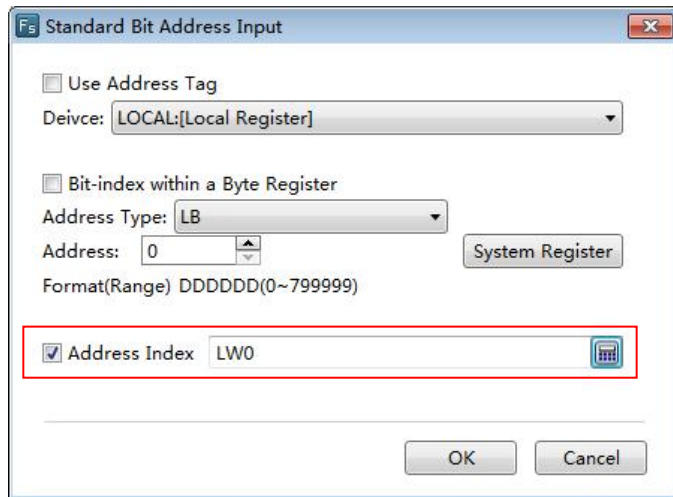 Fs Standard Bit Address Input
Use Address Tag
Deivce: LOCAL:[Local Register]
Bit-index within a Byte Register
Address Type: LB
Address: 0 System Register
Format(Range) DDDDDD(0~799999)
Address Index LW0
OK Cancel